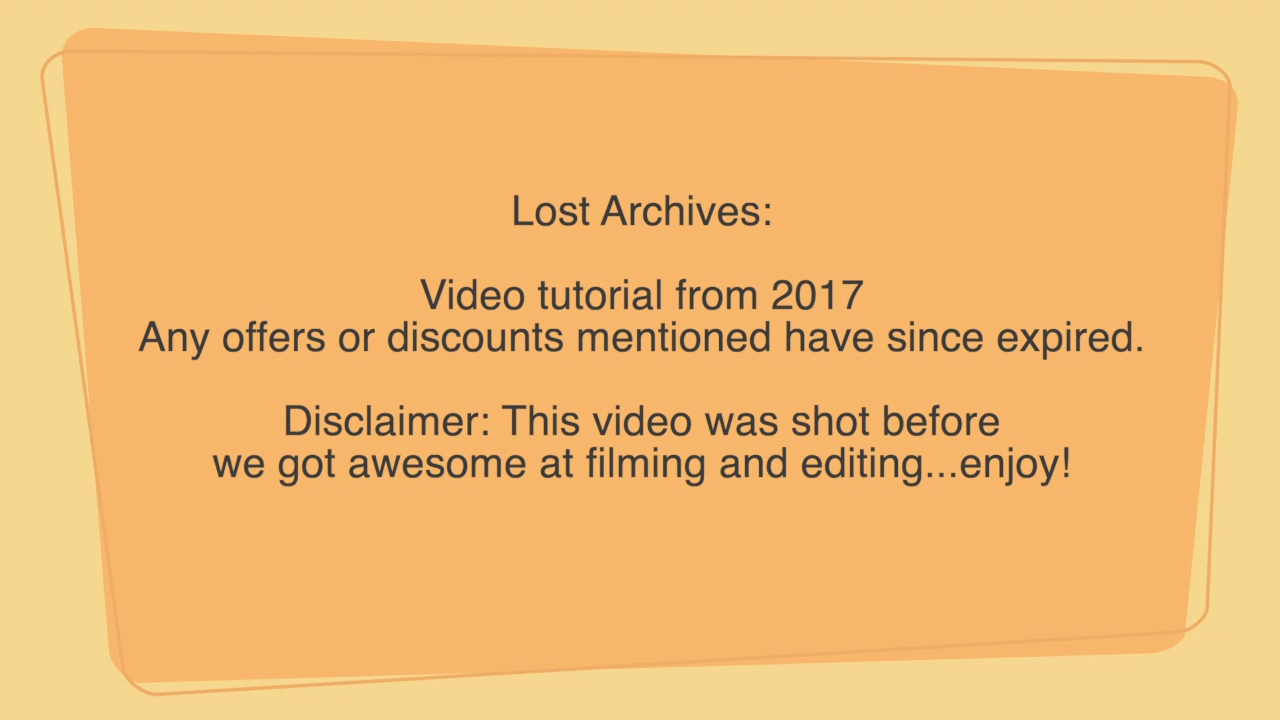 Lost Archives:
Video tutorial from 2017
Any offers or discounts mentioned have since expired.
Disclaimer: This video was shot before
we got awesome at filming and editing...enjoy!